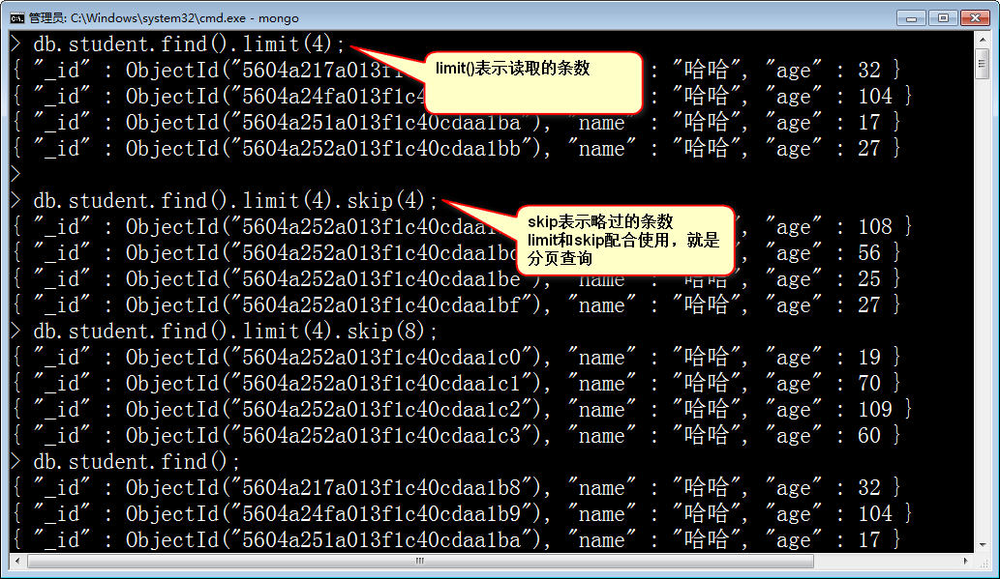 管理员: C:\Windows\system32\cmd.exe - mongo
> db.student.find().limit(4);
limit()表示读取的条数
{ "_id" : ObjectId("5604a217a013f1 : "哈哈", "age" : 32 }
{ "_id" : ObjectId("5604a24fa013f1c4 : "哈哈", "age" : 104 }
{ "_id" : ObjectId("5604a251a013f1c40cdaa1ba"), "name" : "哈哈", "age" : 17 }
{ "_id" : ObjectId("5604a252a013f1c40cdaa1bb"), "name" : "哈哈", "age" : 27 }
>
> db.student.find().limit(4).skip(4);
skip表示略过的条数
limit和skip配合使用，就是
分页查询
{ "_id" : ObjectId("5604a252a013f1c40cdaa1 "age" : 108 }
{ "_id" : ObjectId("5604a252a013f1c40cdaa1b "age" : 56 }
{ "_id" : ObjectId("5604a252a013f1c40cdaa1be"), "name" : "哈哈", "age" : 25 }
{ "_id" : ObjectId("5604a252a013f1c40cdaa1bf"), "name" : "哈哈", "age" : 27 }
> db.student.find().limit(4).skip(8);
{ "_id" : ObjectId("5604a252a013f1c40cdaa1c0"), "name" : "哈哈", "age" : 19 }
{ "_id" : ObjectId("5604a252a013f1c40cdaa1c1"), "name" : "哈哈", "age" : 70 }
{ "_id" : ObjectId("5604a252a013f1c40cdaa1c2"), "name" : "哈哈", "age" : 109 }
{ "_id" : ObjectId("5604a252a013f1c40cdaa1c3"), "name" : "哈哈", "age" : 60 }
> db.student.find();
{ "_id" : ObjectId("5604a217a013f1c40cdaa1b8"), "name" : "哈哈", "age" : 32 }
{ "_id" : ObjectId("5604a24fa013f1c40cdaa1b9"), "name" : "哈哈", "age" : 104 }
{ "_id" : ObjectId("5604a251a013f1c40cdaa1ba"), "name" : "哈哈", "age" : 17 }